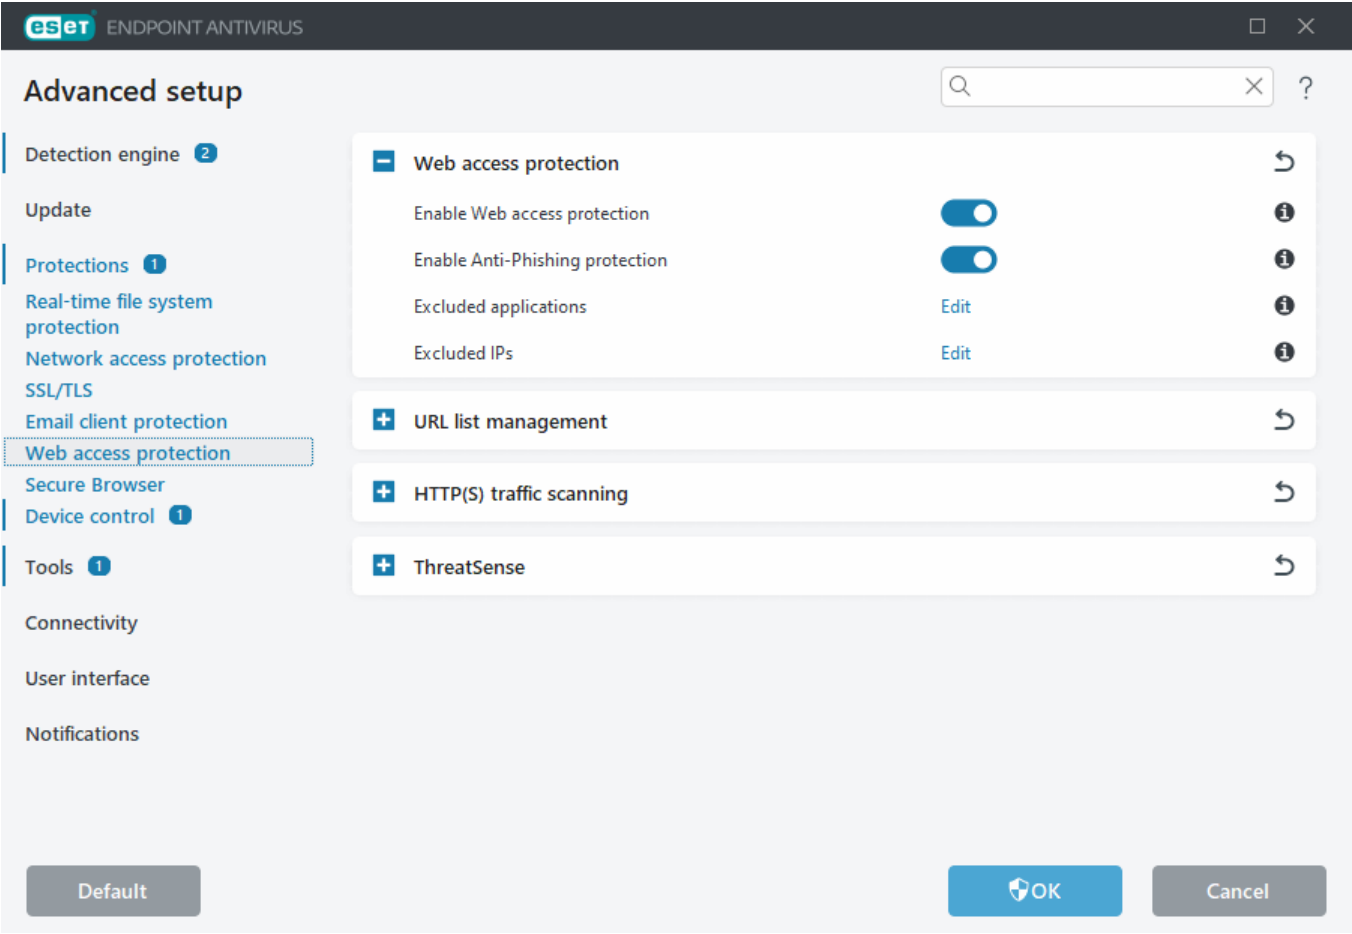 eset ENDPOINT ANTIVIRUS
Advanced setup
?
Detection engine 2
Update
Protections 1
Real-time file system
protection
Network access protection
SSL/TLS
Email client protection
Web access protection
Secure Browser
Device control 1
Tools 1
Connectivity
User interface
Notifications
Web access protection
Enable Web access protection
Enable Anti-Phishing protection
Excluded applications Edit
Excluded IPs Edit
URL list management
HTTP(S) traffic scanning
ThreatSense
Default
OK
Cancel